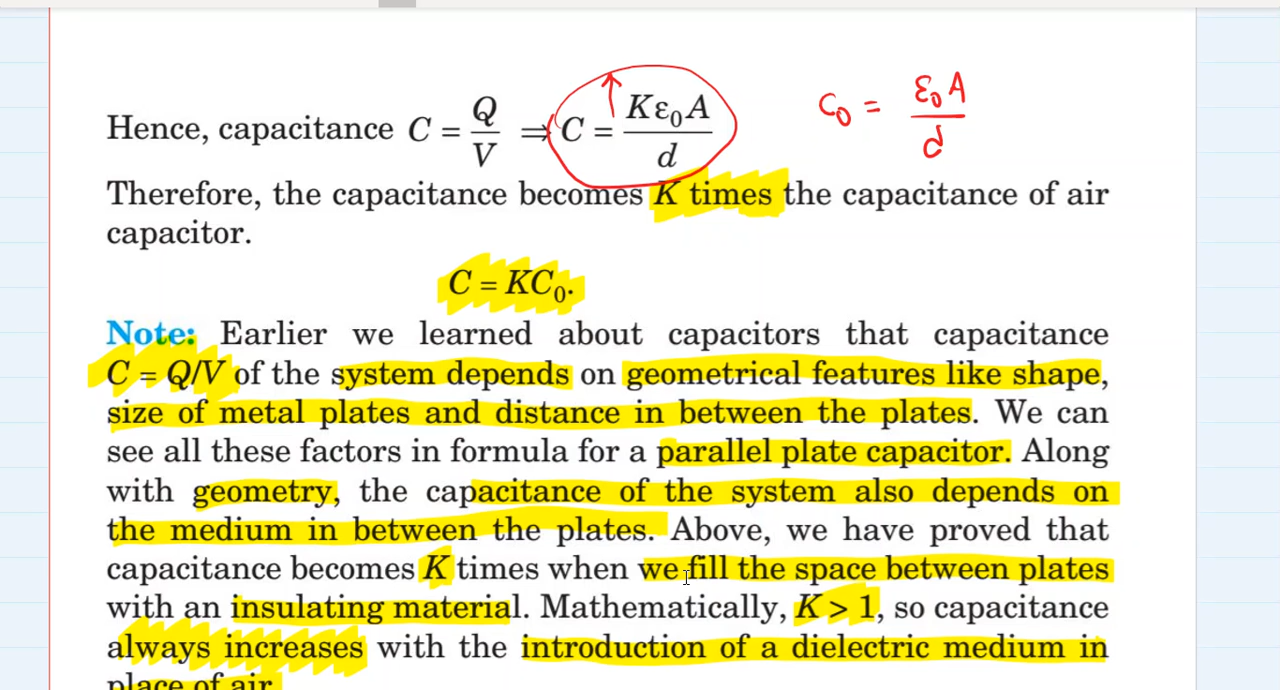 Hence, capacitance C = Q/V ⇒ C = Kε₀A/d
C₀ = ε₀A/d
Therefore, the capacitance becomes K times the capacitance of air
capacitor.
C = KC₀.
Note: Earlier we learned about capacitors that capacitance
C = Q/V of the system depends on geometrical features like shape,
size of metal plates and distance in between the plates. We can
see all these factors in formula for a parallel plate capacitor. Along
with geometry, the capacitance of the system also depends on
the medium in between the plates. Above, we have proved that
capacitance becomes K times when we fill the space between plates
with an insulating material. Mathematically, K > 1, so capacitance
always increases with the introduction of a dielectric medium in
place of air.